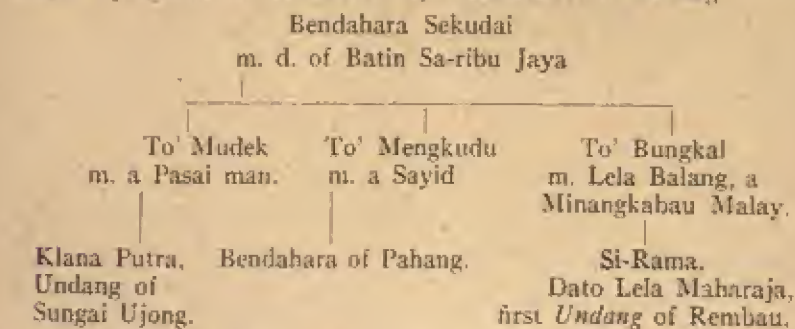 Bendahara Sekudai
m. d. of Batin Sa-ribu Jaya
To' Mudek To' Mengkudu To' Bungkal
m. a Pasai man. m. a Sayid m. Lela Balang, a
Minangkabau Malay.
Klana Putra, Bendahara of Pahang. Si-Rama.
Undang of Dato Lela Maharaja,
Sungai Ujong. first Undang of Rembau.